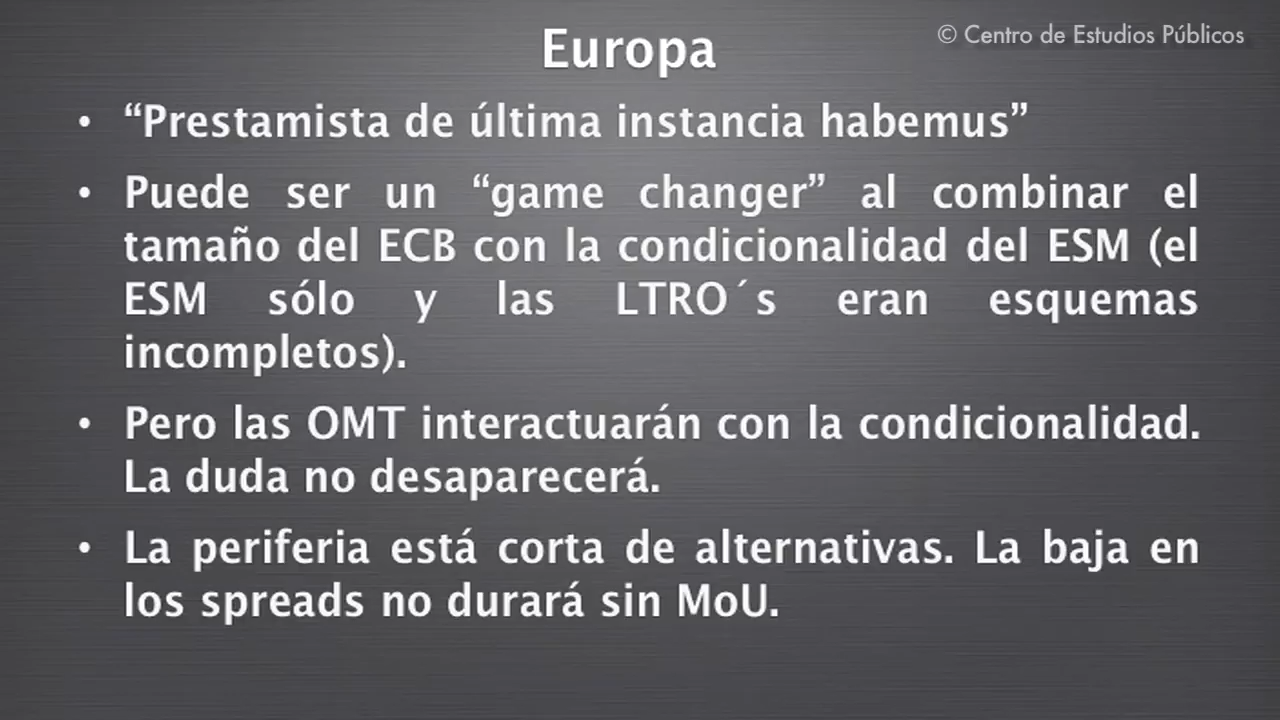 Europa
© Centro de Estudios Públicos
• “Prestamista de última instancia habemus”
• Puede ser un “game changer” al combinar el
tamaño del ECB con la condicionalidad del ESM (el
ESM sólo y las LTRO´s eran esquemas
incompletos).
• Pero las OMT interactuarán con la condicionalidad.
La duda no desaparecerá.
• La periferia está corta de alternativas. La baja en
los spreads no durará sin MoU.